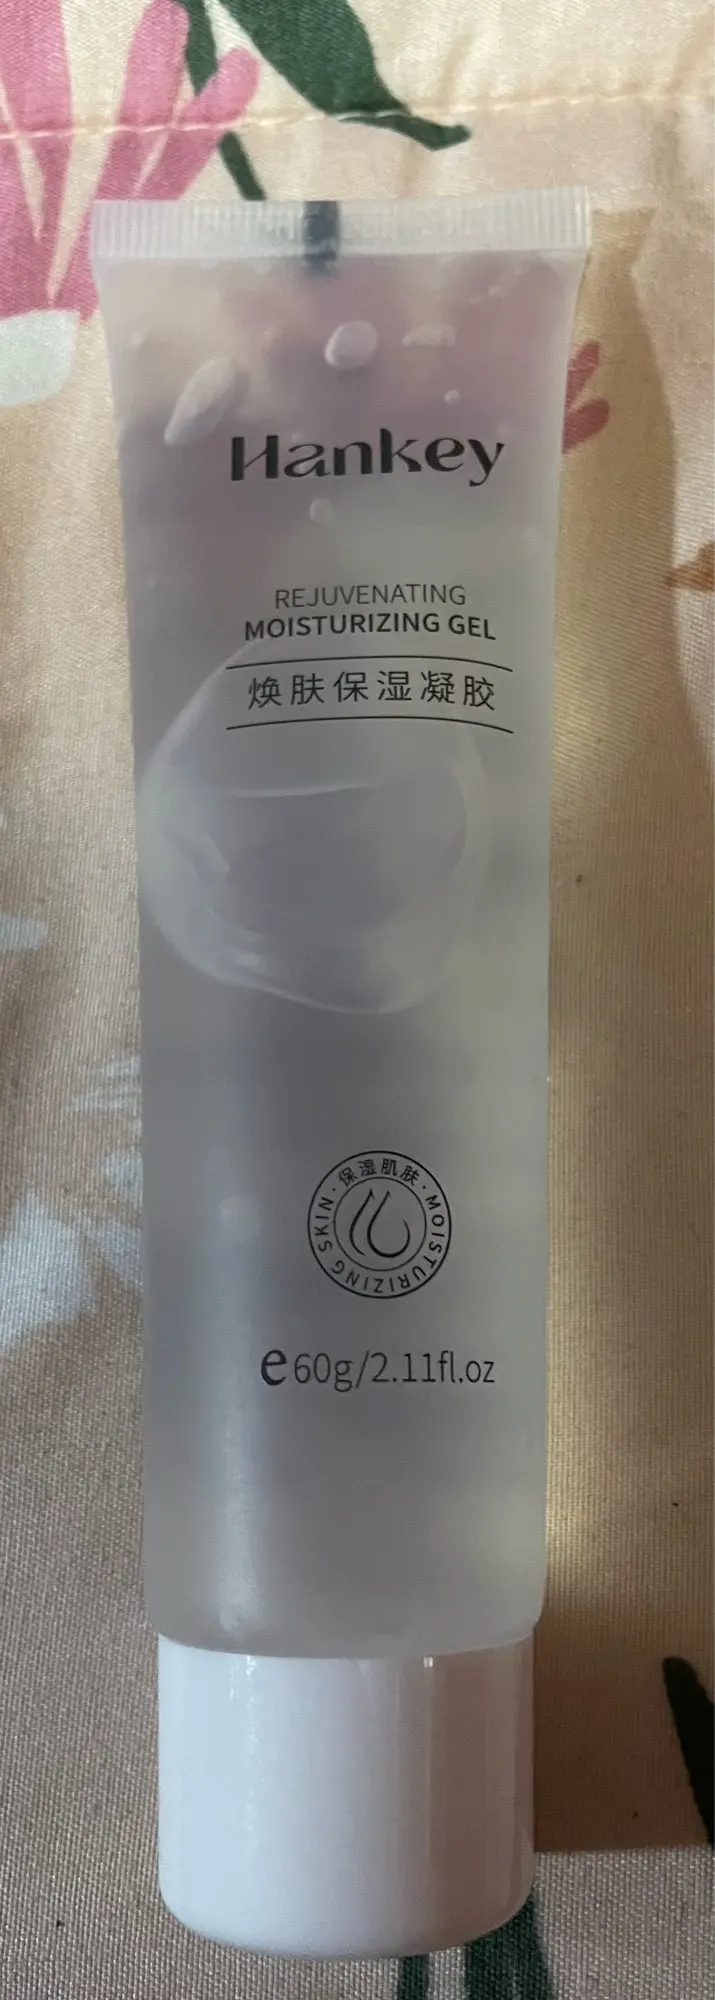 Hankey
REJUVENATING
MOISTURIZING GEL
焕肤保湿凝胶
·保湿肌肤·
MOISTURIZING SKIN
e60g/2.11fl.oz